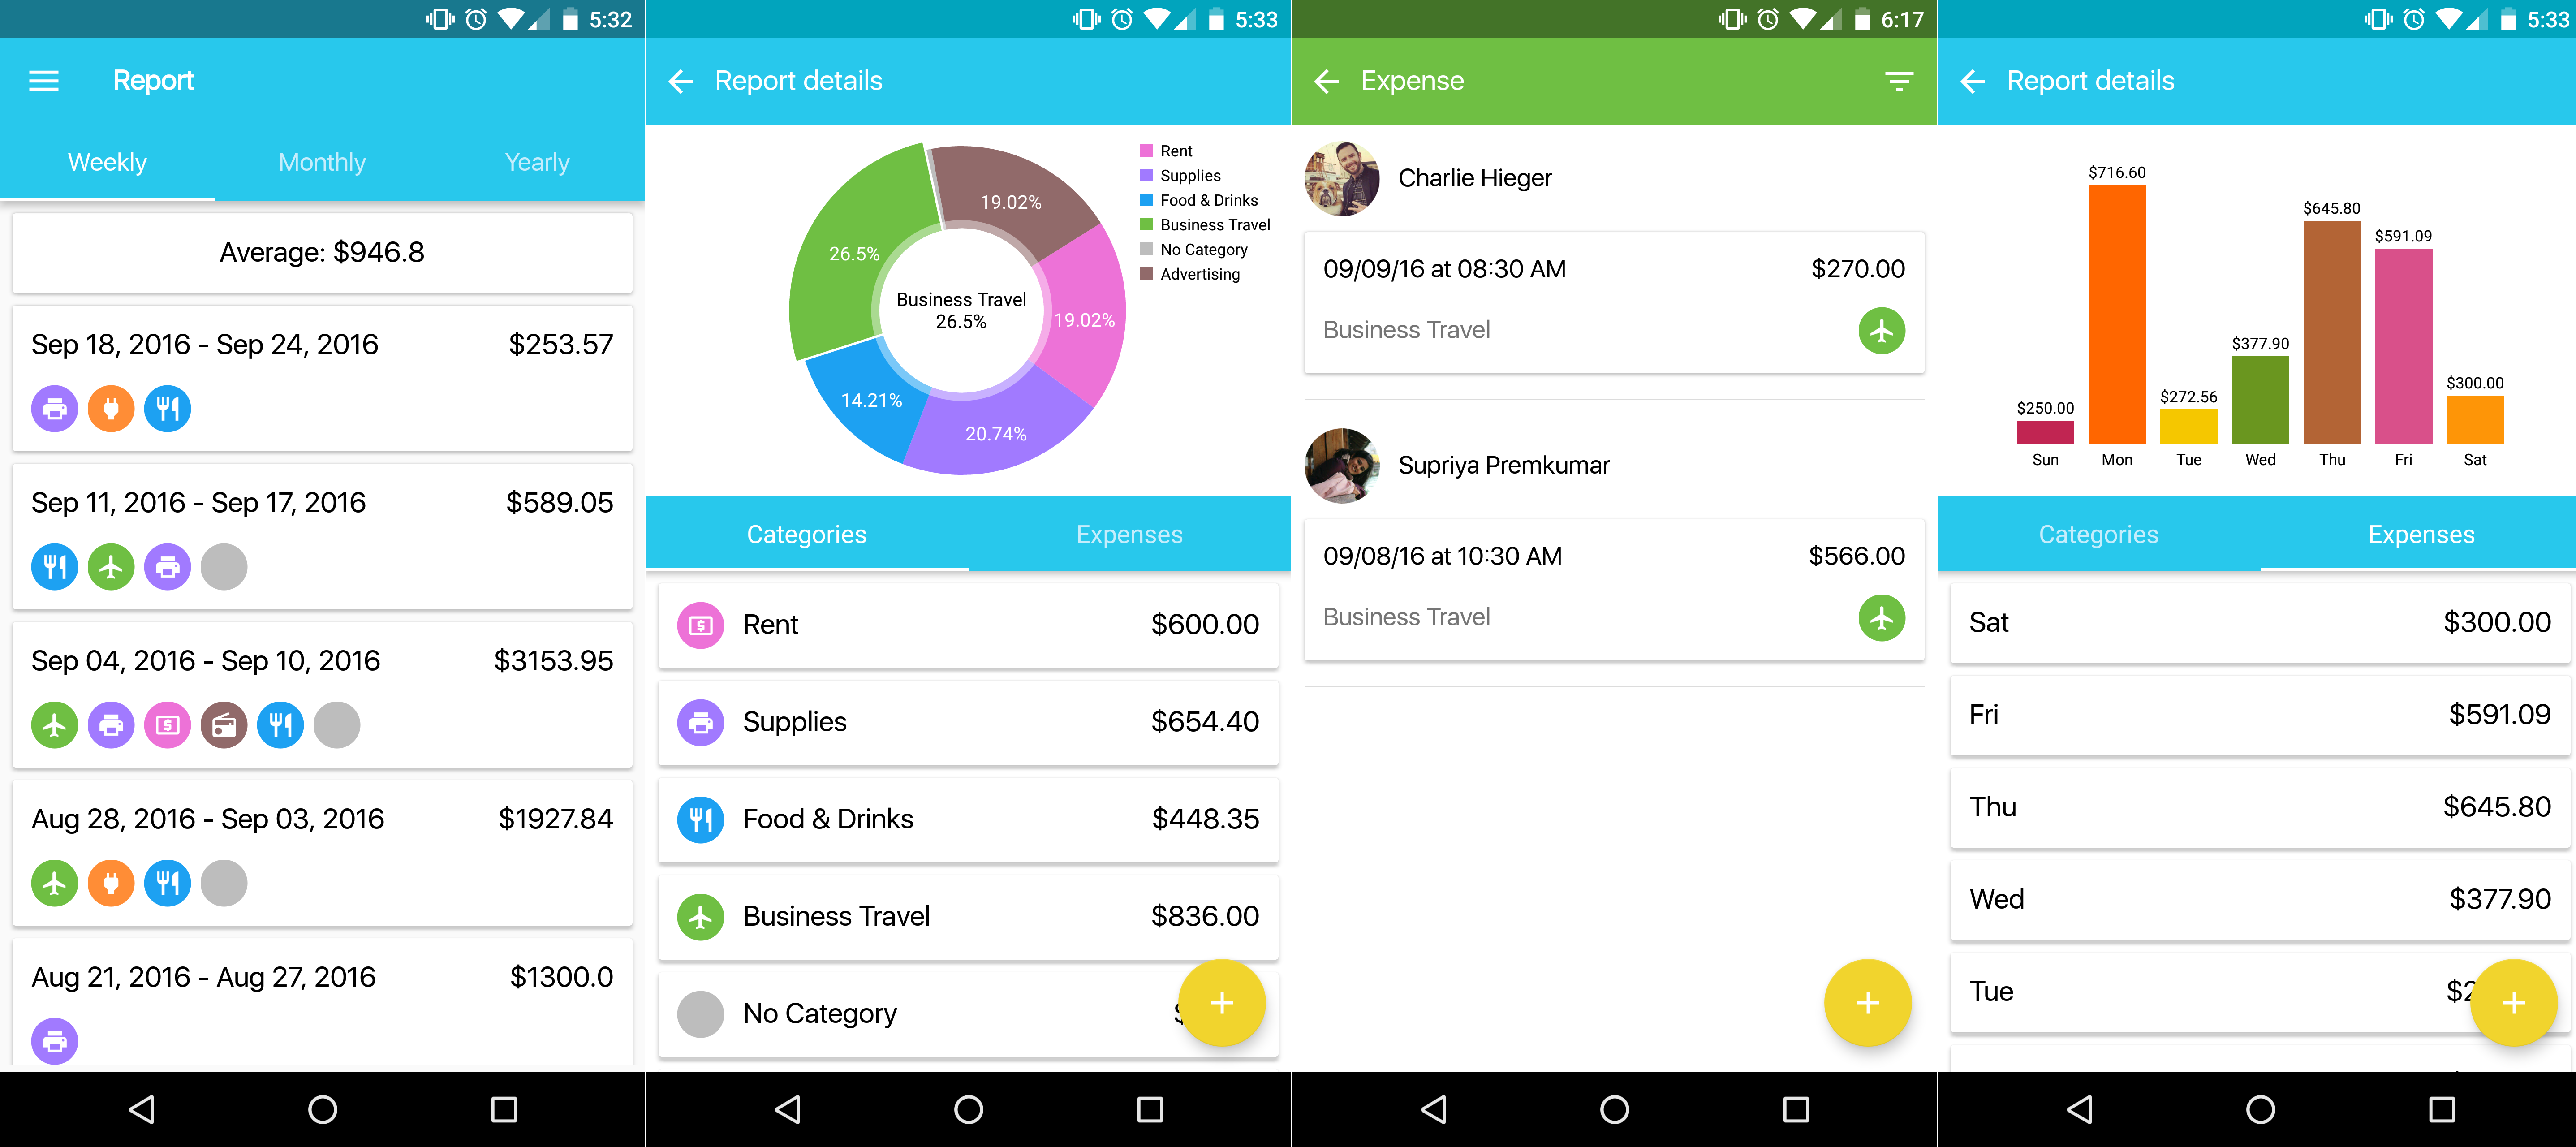 5:32
Report
Weekly Monthly Yearly
Average: $946.8
Sep 18, 2016 - Sep 24, 2016 $253.57
Sep 11, 2016 - Sep 17, 2016 $589.05
Sep 04, 2016 - Sep 10, 2016 $3153.95
Aug 28, 2016 - Sep 03, 2016 $1927.84
Aug 21, 2016 - Aug 27, 2016 $1300.0
5:33
Report details
Rent
Supplies
Food & Drinks
Business Travel
No Category
Advertising
19.02%
26.5%
Business Travel
26.5%
19.02%
14.21%
20.74%
Categories Expenses
Rent $600.00
Supplies $654.40
Food & Drinks $448.35
Business Travel $836.00
No Category
6:17
Expense
Charlie Hieger
09/09/16 at 08:30 AM $270.00
Business Travel
Supriya Premkumar
09/08/16 at 10:30 AM $566.00
Business Travel
5:33
Report details
$716.60
$645.80
$591.09
$377.90
$300.00
$272.56
$250.00
Sun Mon Tue Wed Thu Fri Sat
Categories Expenses
Sat $300.00
Fri $591.09
Thu $645.80
Wed $377.90
Tue